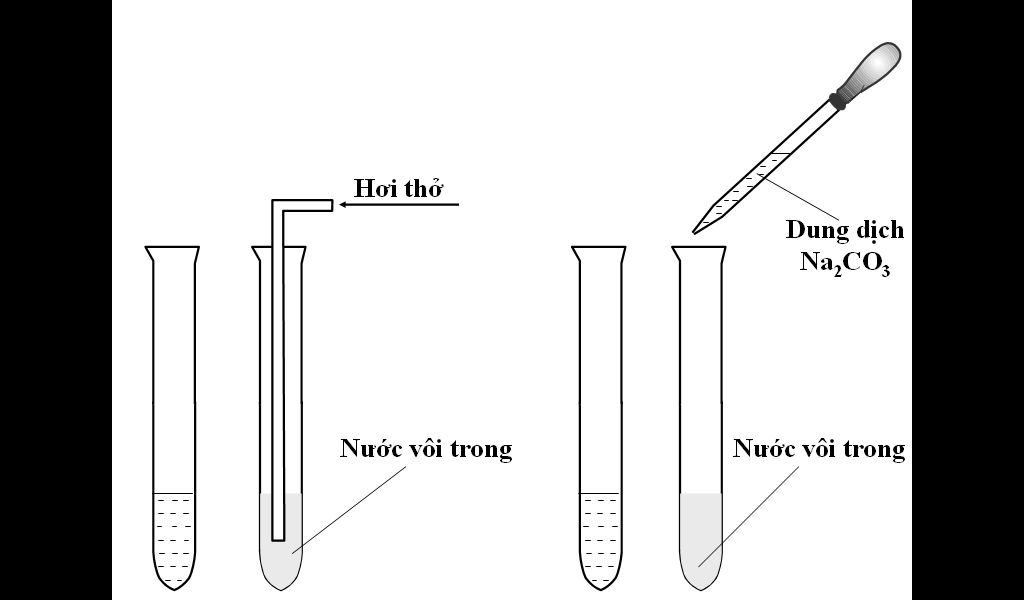 Hơi thở
Dung dịch
Na₂CO₃
Nước vôi trong
Nước vôi trong